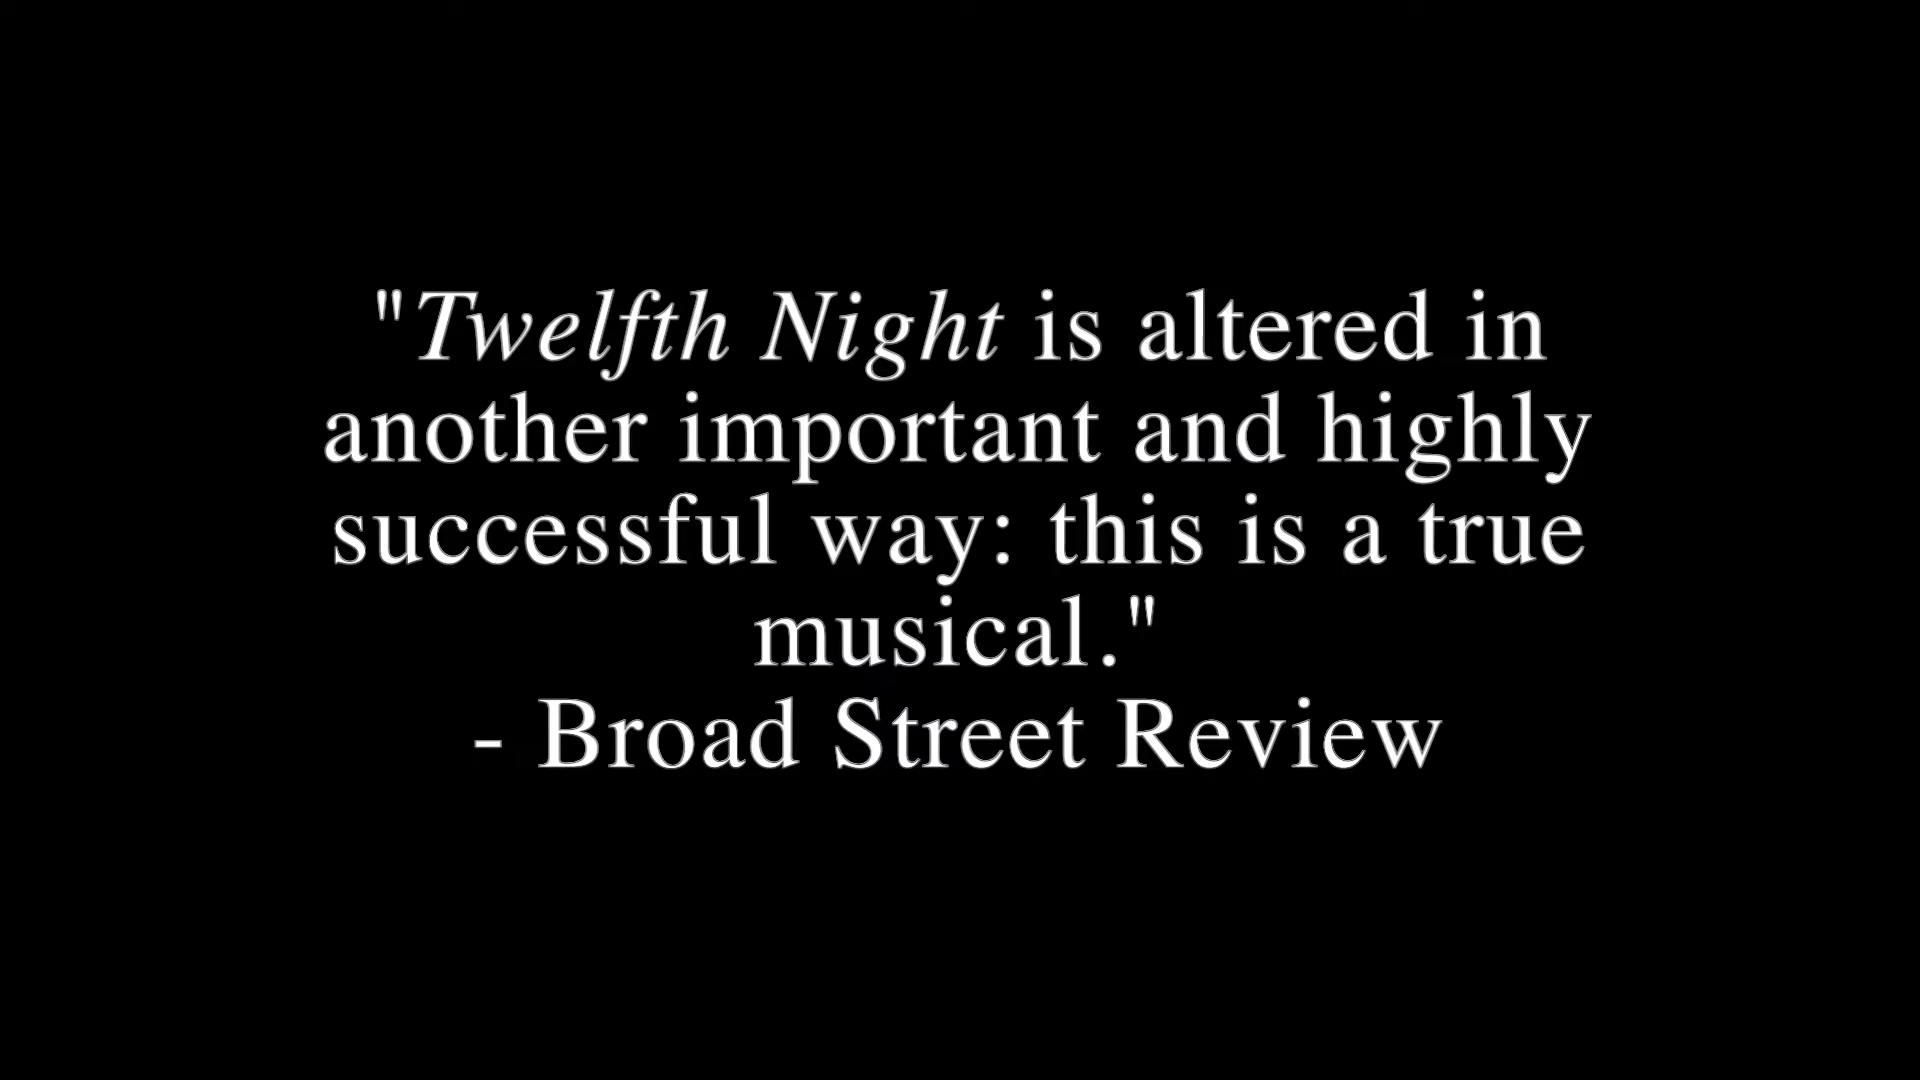 "Twelfth Night is altered in
another important and highly
successful way: this is a true
musical."
- Broad Street Review